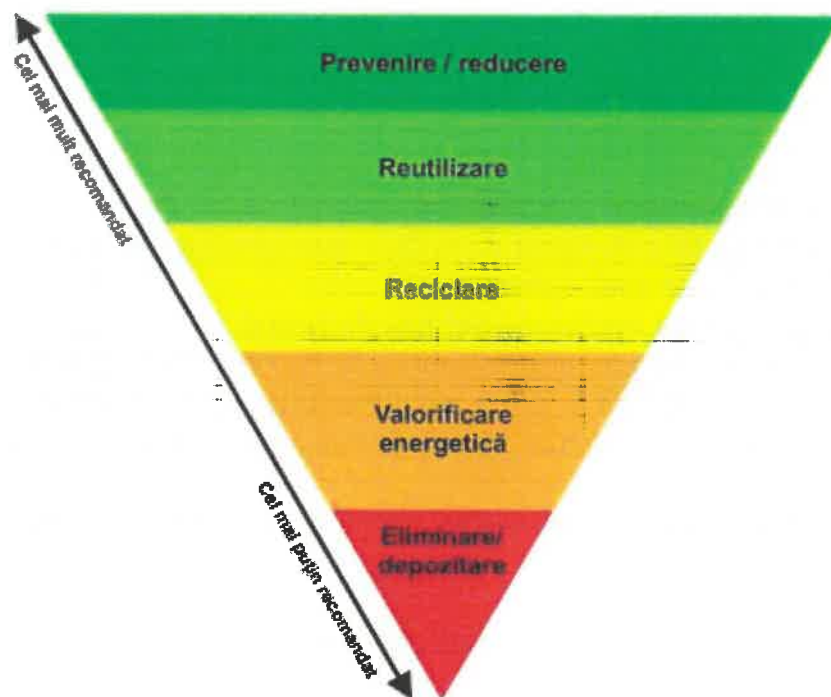 Prevenire / reducere
Cel mai mult recomandat
Reutilizare
Reciclare
Valorificare
energetică
Cel mai puțin recomandat
Eliminare/
depozitare